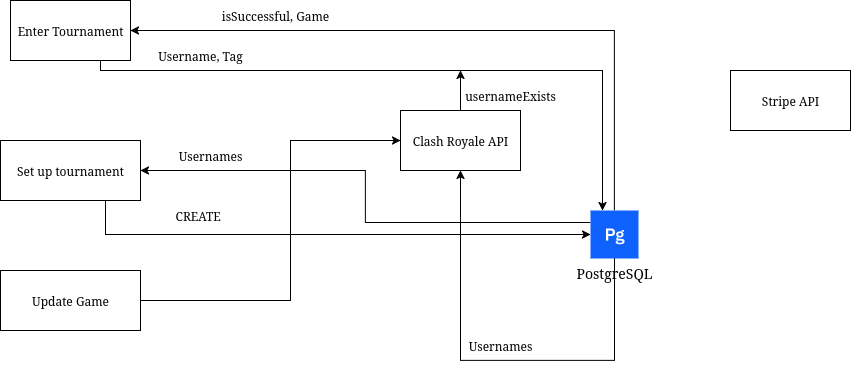 isSuccessful, Game
Enter Tournament
Username, Tag
usernameExists
Stripe API
Clash Royale API
Usernames
Set up tournament
CREATE
Pg
PostgreSQL
Update Game
Usernames